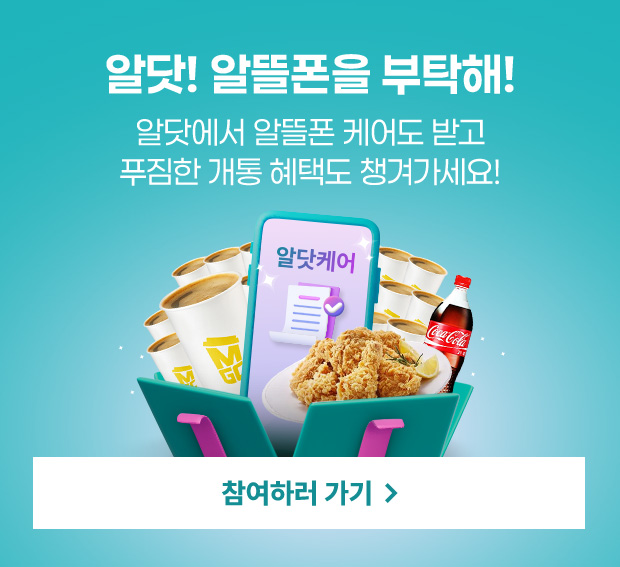 알닷! 알뜰폰을 부탁해!
알닷에서 알뜰폰 케어도 받고
푸짐한 개통 혜택도 챙겨가세요!
알닷케어
Coca-Cola
참여하러 가기 >